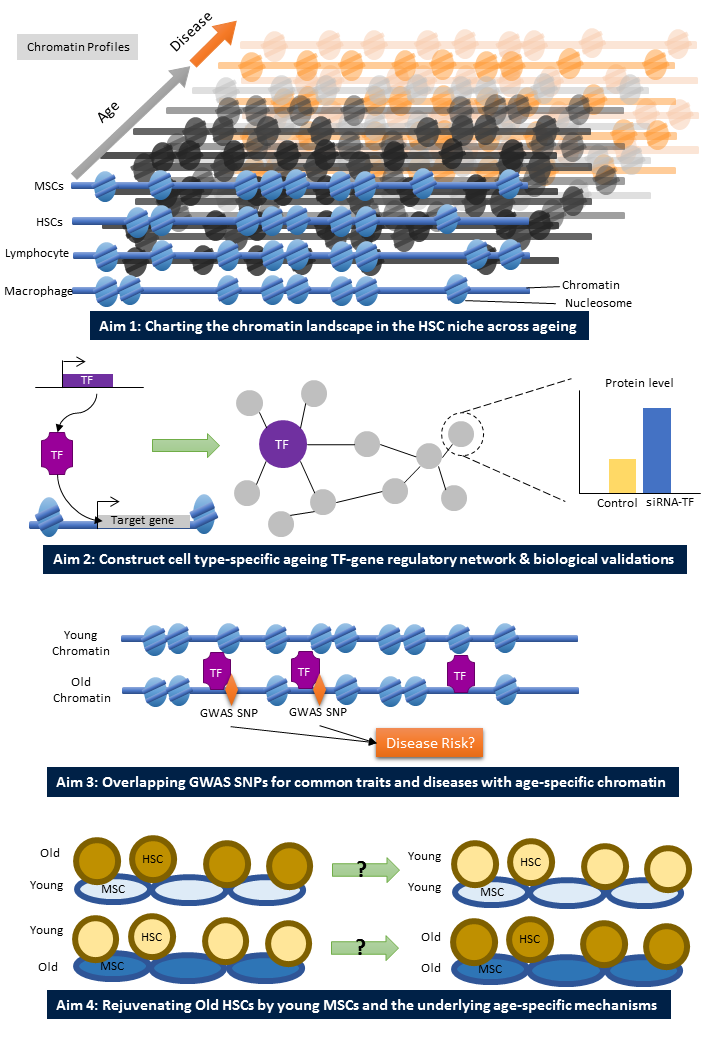 Chromatin Profiles
Disease
Age
MSCs
HSCs
Lymphocyte
Macrophage
Chromatin
Nucleosome
Aim 1: Charting the chromatin landscape in the HSC niche across ageing
TF
TF
Target gene
TF
Protein level
Control
siRNA-TF
Aim 2: Construct cell type-specific ageing TF-gene regulatory network & biological validations
Young
Chromatin
Old
Chromatin
TF
TF
TF
GWAS SNP
GWAS SNP
Disease Risk?
Aim 3: Overlapping GWAS SNPs for common traits and diseases with age-specific chromatin
Old
HSC
Young
MSC
?
Young
HSC
Young
MSC
Young
HSC
Old
MSC
?
Old
HSC
Old
MSC
Aim 4: Rejuvenating Old HSCs by young MSCs and the underlying age-specific mechanisms